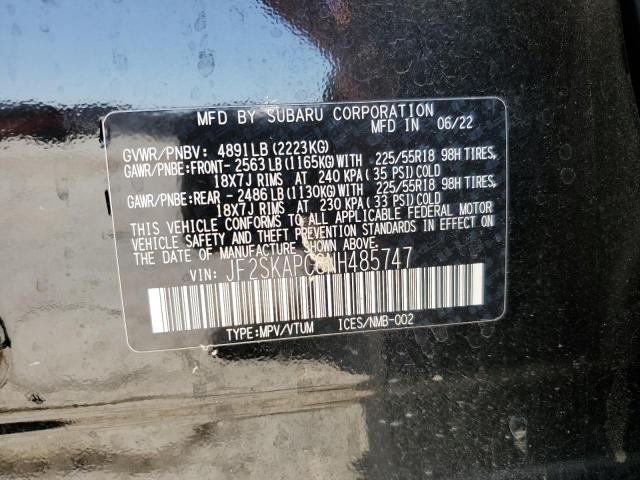 MFD BY SUBARU CORPORATION
MFD IN 06/22
GVWR/PNBV: 4891LB(2223KG)
GAWR/PNBE:FRONT-2563LB(1165KG)WITH 225/55R18 98H TIRES,
18X7J RIMS AT 240 KPA(35 PSI)COLD
GAWR/PNBE:REAR -2486LB(1130KG)WITH 225/55R18 98H TIRES,
18X7J RIMS AT 230 KPA(33 PSI)COLD
THIS VEHICLE CONFORMS TO ALL APPLICABLE FEDERAL MOTOR
VEHICLE SAFETY AND THEFT PREVENTION STANDARDS IN EFFECT
ON THE DATE OF MANUFACTURE SHOWN ABOVE.
VIN: JF2SKAPC6NH485747
TYPE:MPV/VTUM ICES/NMB-002